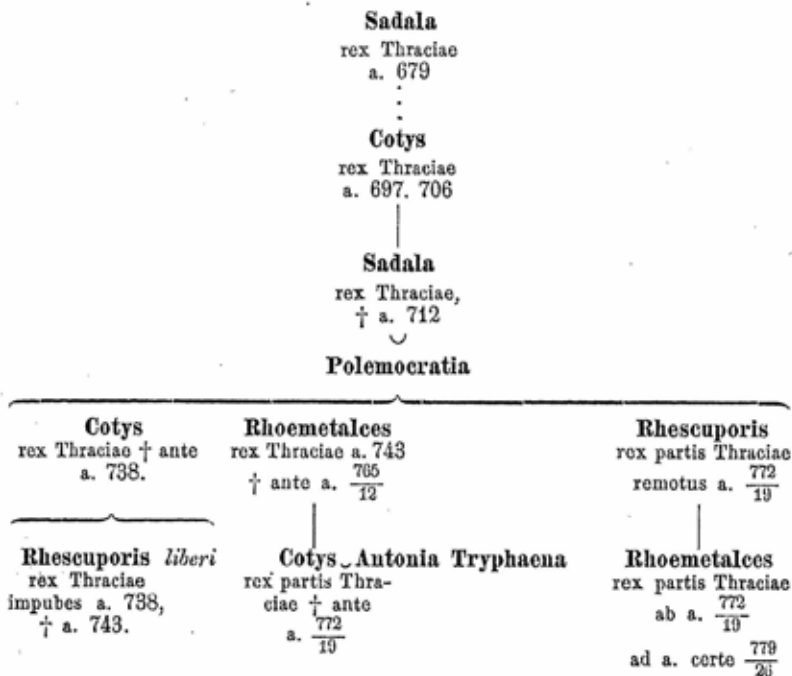 Sadala
rex Thraciae
a. 679
Cotys
rex Thraciae
a. 697. 706
Sadala
rex Thraciae,
† a. 712
Polemocratia
Cotys
rex Thraciae † ante
a. 738.
Rhoemetalces
rex Thraciae a. 743
† ante a. 765/12
Rhescuporis
rex partis Thraciae
remotus a. 772/19
Rhescuporis liberi
rex Thraciae
impubes a. 738,
† a. 743.
Cotys ‿ Antonia Tryphaena
rex partis Thra-
ciae † ante
a. 772/19
Rhoemetalces
rex partis Thraciae
ab a. 772/19
ad a. certe 779/26